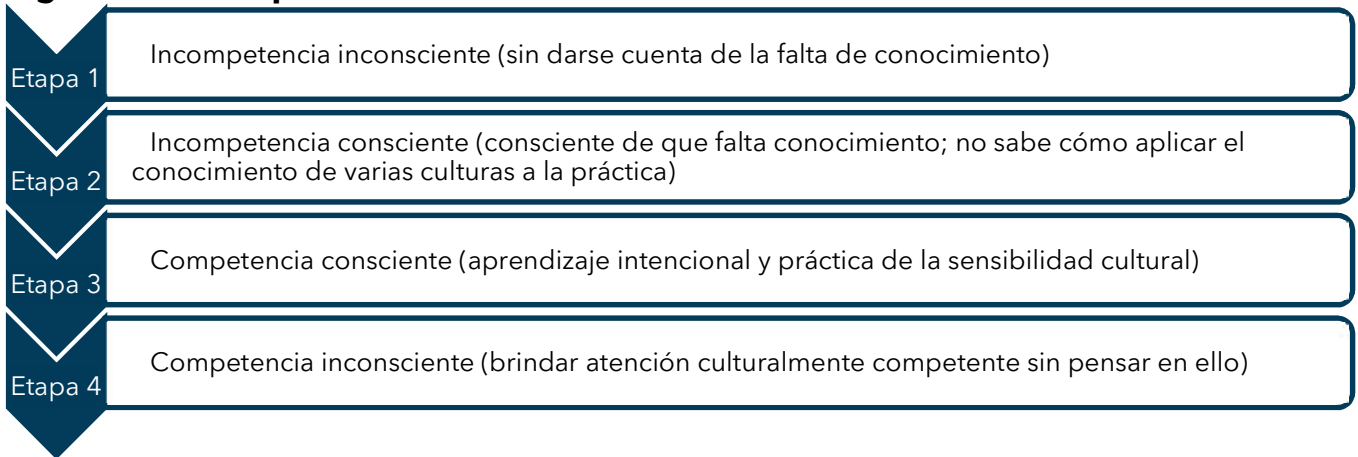 Etapa 1
Incompetencia inconsciente (sin darse cuenta de la falta de conocimiento)
Etapa 2
Incompetencia consciente (consciente de que falta conocimiento; no sabe cómo aplicar el
conocimiento de varias culturas a la práctica)
Etapa 3
Competencia consciente (aprendizaje intencional y práctica de la sensibilidad cultural)
Etapa 4
Competencia inconsciente (brindar atención culturalmente competente sin pensar en ello)